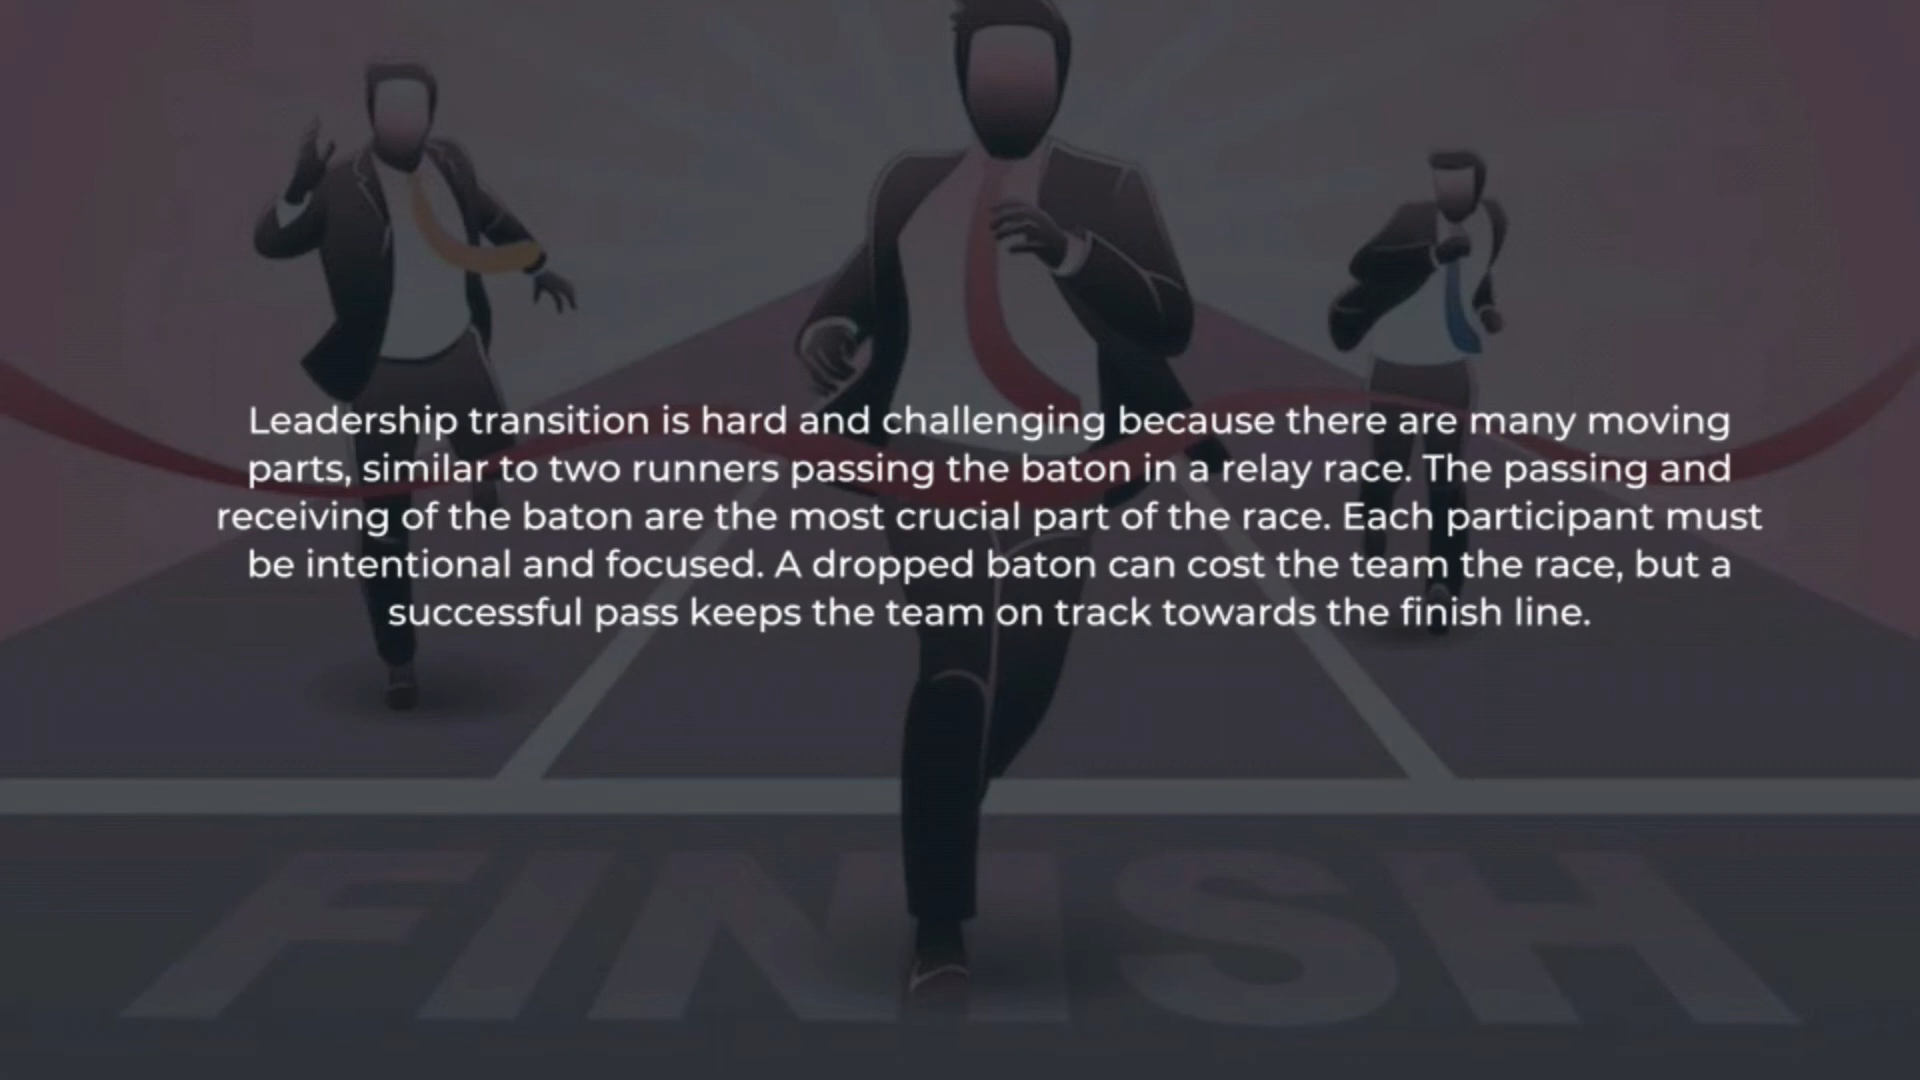 Leadership transition is hard and challenging because there are many moving
parts, similar to two runners passing the baton in a relay race. The passing and
receiving of the baton are the most crucial part of the race. Each participant must
be intentional and focused. A dropped baton can cost the team the race, but a
successful pass keeps the team on track towards the finish line.
FINISH